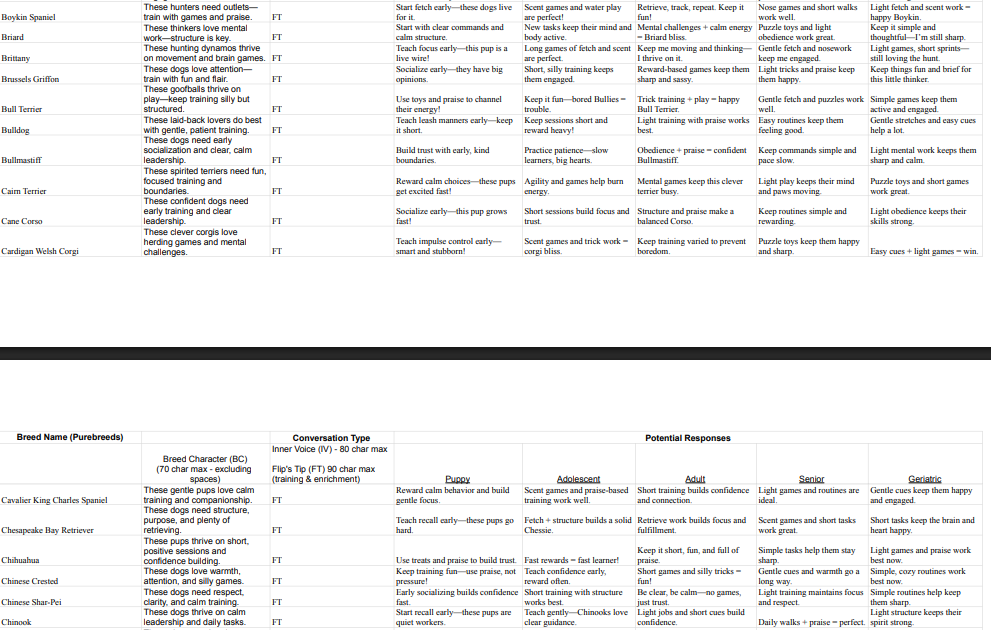 These hunters need outlets— Start fetch early—these dogs live Scent games and water play Retrieve, track, repeat. Keep it Nose games and short walks Light fetch and scent work =
Boykin Spaniel train with games and praise. FT for it. are perfect! fun! work well. happy Boykin.
These thinkers love mental Start with clear commands and New tasks keep their mind and Mental challenges + calm energy Puzzle toys and light Keep it simple and
Briard work—structure is key. FT calm structure. body active. = Briard bliss. obedience work great. thoughtful—I'm still sharp.
These hunting dynamos thrive Teach focus early—this pup is a Long games of fetch and scent Keep me moving and thinking— Gentle fetch and nosework Light games, short sprints—
Brittany on movement and brain games. FT live wire! are perfect. I thrive on it. keep me engaged. still loving the hunt.
These dogs love attention— Socialize early—they have big Short, silly training keeps Reward-based games keep them Light tricks and praise keep Keep things fun and brief for
Brussels Griffon train with fun and flair. FT opinions. them engaged. sharp and sassy. them happy. this little thinker.
These goofballs thrive on
play—keep training silly but Use toys and praise to channel Keep it fun—bored Bullies = Trick training + play = happy Gentle fetch and puzzles work Simple games keep them
Bull Terrier structured. FT their energy! trouble. Bull Terrier. well. active and engaged.
These laid-back lovers do best Teach leash manners early—keep Keep sessions short and Light training with praise works Easy routines keep them Gentle stretches and easy cues
Bulldog with gentle, patient training. FT it short. reward heavy! best. feeling good. help a lot.
These dogs need early
socialization and clear, calm Build trust with early, kind Practice patience—slow Obedience + praise = confident Keep commands simple and Light mental work keeps them
Bullmastiff leadership. FT boundaries. learners, big hearts. Bullmastiff. pace slow. sharp and calm.
These spirited terriers need fun,
focused training and Reward calm choices—these pups Agility and games help burn Mental games keep this clever Light play keeps their mind Puzzle toys and short games
Cairn Terrier boundaries. FT get excited fast! energy. terrier busy. and paws moving. work great.
These confident dogs need
early training and clear Socialize early—this pup grows Short sessions build focus and Structure and praise make a Keep routines simple and Light obedience keeps their
Cane Corso leadership. FT fast! trust. balanced Corso. rewarding. skills strong.
These clever corgis love
herding games and mental Teach impulse control early— Scent games and trick work = Keep training varied to prevent Puzzle toys keep them happy
Cardigan Welsh Corgi challenges. FT smart and stubborn! corgi bliss. boredom. and sharp. Easy cues + light games = win.
Breed Name (Purebreeds) Conversation Type Potential Responses
Inner Voice (IV) - 80 char max
Breed Character (BC)
(70 char max - excluding Flip's Tip (FT) 90 char max
spaces) (training & enrichment) Puppy Adolescent Adult Senior Geriatric
These gentle pups love calm Reward calm behavior and build Scent games and praise-based Short training builds confidence Light games and routines are Gentle cues keep them happy
Cavalier King Charles Spaniel training and companionship. FT gentle focus. training work well. and connection. ideal. and engaged.
These dogs need structure,
purpose, and plenty of Teach recall early—these pups go Fetch + structure builds a solid Retrieve work builds focus and Scent games and short tasks Short tasks keep the brain and
Chesapeake Bay Retriever retrieving. FT hard. Chessie. fulfillment. work great. heart happy.
These pups thrive on short,
positive sessions and Keep it short, fun, and full of Simple tasks help them stay Light games and praise work
Chihuahua confidence building. FT Use treats and praise to build trust. Fast rewards = fast learner! praise. sharp. best now.
These dogs love warmth, Keep training fun—use praise, not Teach confidence early, Short games and silly tricks = Gentle cues and warmth go a Simple, cozy routines work
Chinese Crested attention, and silly games. FT pressure! reward often. fun! long way. best now.
These dogs need respect, Early socializing builds confidence Short training with structure Be clear, be calm—no games, Light training maintains focus Simple routines help keep
Chinese Shar-Pei clarity, and calm training. FT fast. works best. just trust. and respect. them sharp.
These dogs thrive on calm Start recall early—these pups are Teach gently—Chinooks love Light jobs and short cues build Light structure keeps their
Chinook leadership and daily tasks. FT quiet workers. clear guidance. confidence. Daily walks + praise = perfect. spirit strong.